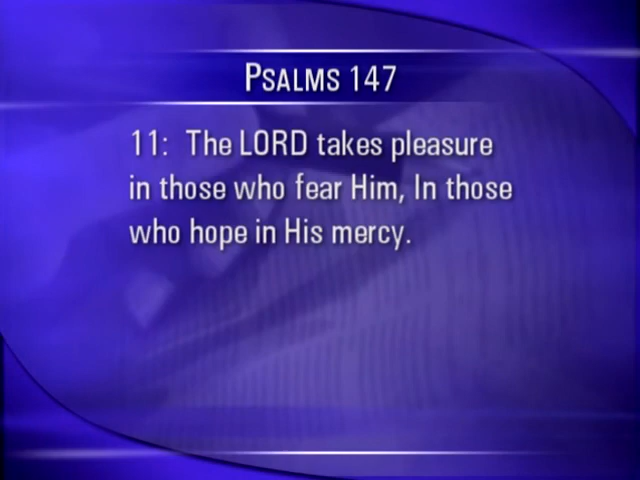 PSALMS 147
11: The LORD takes pleasure
in those who fear Him, In those
who hope in His mercy.